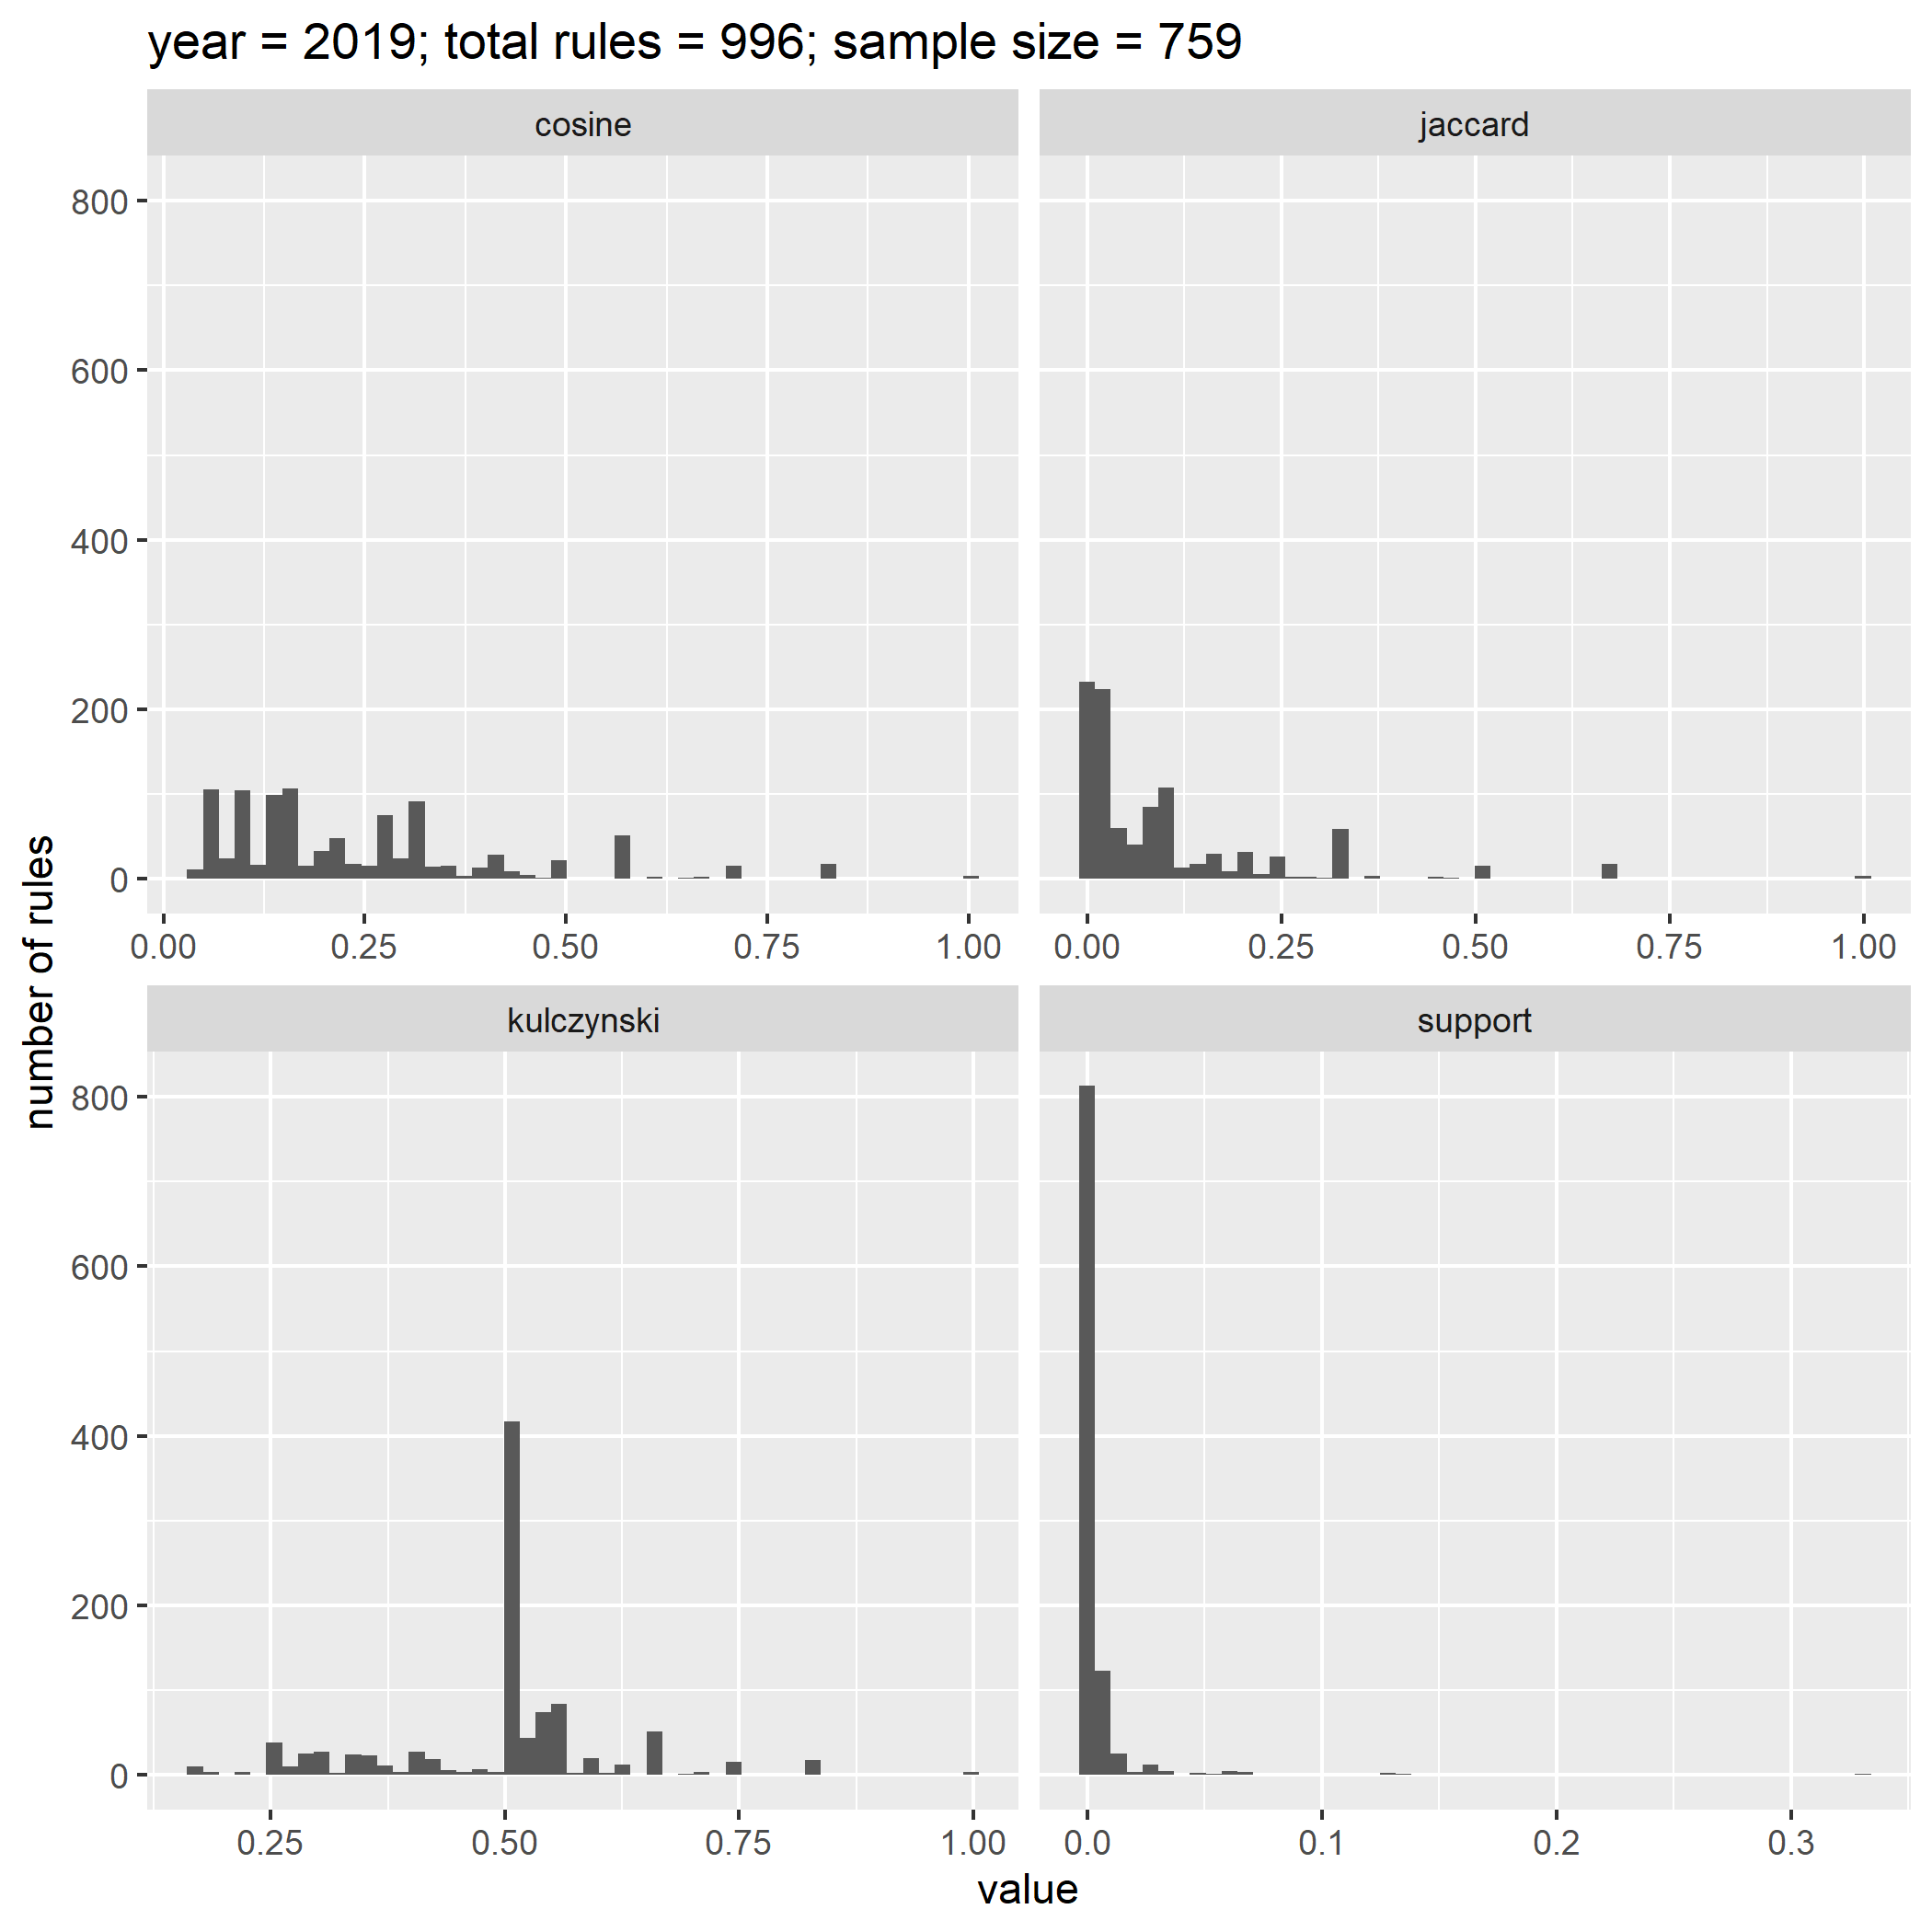 year = 2019; total rules = 996; sample size = 759
cosine
jaccard
800
600
400
200
0
0.00 0.25 0.50 0.75 1.00
0.00 0.25 0.50 0.75 1.00
number of rules
kulczynski
support
800
600
400
200
0
0.25 0.50 0.75 1.00
0.0 0.1 0.2 0.3
value